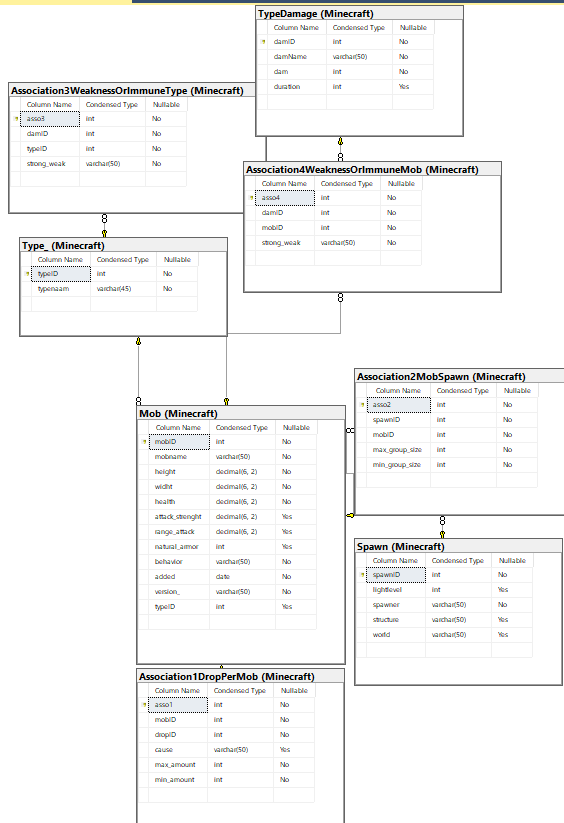 TypeDamage (Minecraft)
Column Name Condensed Type Nullable
damID int No
damName varchar(50) No
dam int No
duration int Yes
Association3WeaknessOrImmuneType (Minecraft)
Column Name Condensed Type Nullable
asso3 int No
damID int No
typeID int No
strong_weak varchar(50) No
Association4WeaknessOrImmuneMob (Minecraft)
Column Name Condensed Type Nullable
asso4 int No
damID int No
mobID int No
strong_weak varchar(50) No
Type_ (Minecraft)
Column Name Condensed Type Nullable
typeID int No
typenaam varchar(45) No
Association2MobSpawn (Minecraft)
Column Name Condensed Type Nullable
asso2 int No
spawnID int No
mobID int No
max_group_size int No
min_group_size int No
Mob (Minecraft)
Column Name Condensed Type Nullable
mobID int No
mobname varchar(50) No
height decimal(6, 2) No
widht decimal(6, 2) No
health decimal(6, 2) No
attack_strenght decimal(6, 2) Yes
range_attack decimal(6, 2) Yes
natural_armor int Yes
behavior varchar(50) No
added date No
version_ varchar(50) No
typeID int Yes
Spawn (Minecraft)
Column Name Condensed Type Nullable
spawnID int No
lightlevel int Yes
spawner varchar(50) No
structure varchar(50) Yes
world varchar(50) Yes
Association1DropPerMob (Minecraft)
Column Name Condensed Type Nullable
asso1 int No
mobID int No
dropID int No
cause varchar(50) Yes
max_amount int No
min_amount int No